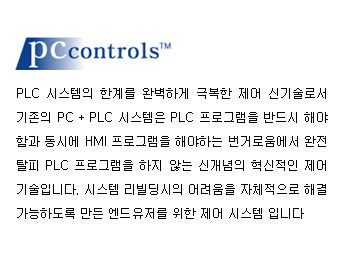 pccontrols™
PLC 시스템의 한계를 완벽하게 극복한 제어 신기술로서
기존의 PC + PLC 시스템은 PLC 프로그램을 반드시 해야
함과 동시에 HMI 프로그램을 해야하는 번거로움에서 완전
탈피 PLC 프로그램을 하지 않는 신개념의 혁신적인 제어
기술입니다. 시스템 리빌딩시의 어려움을 자체적으로 해결
가능하도록 만든 엔드유저를 위한 제어 시스템 입니다